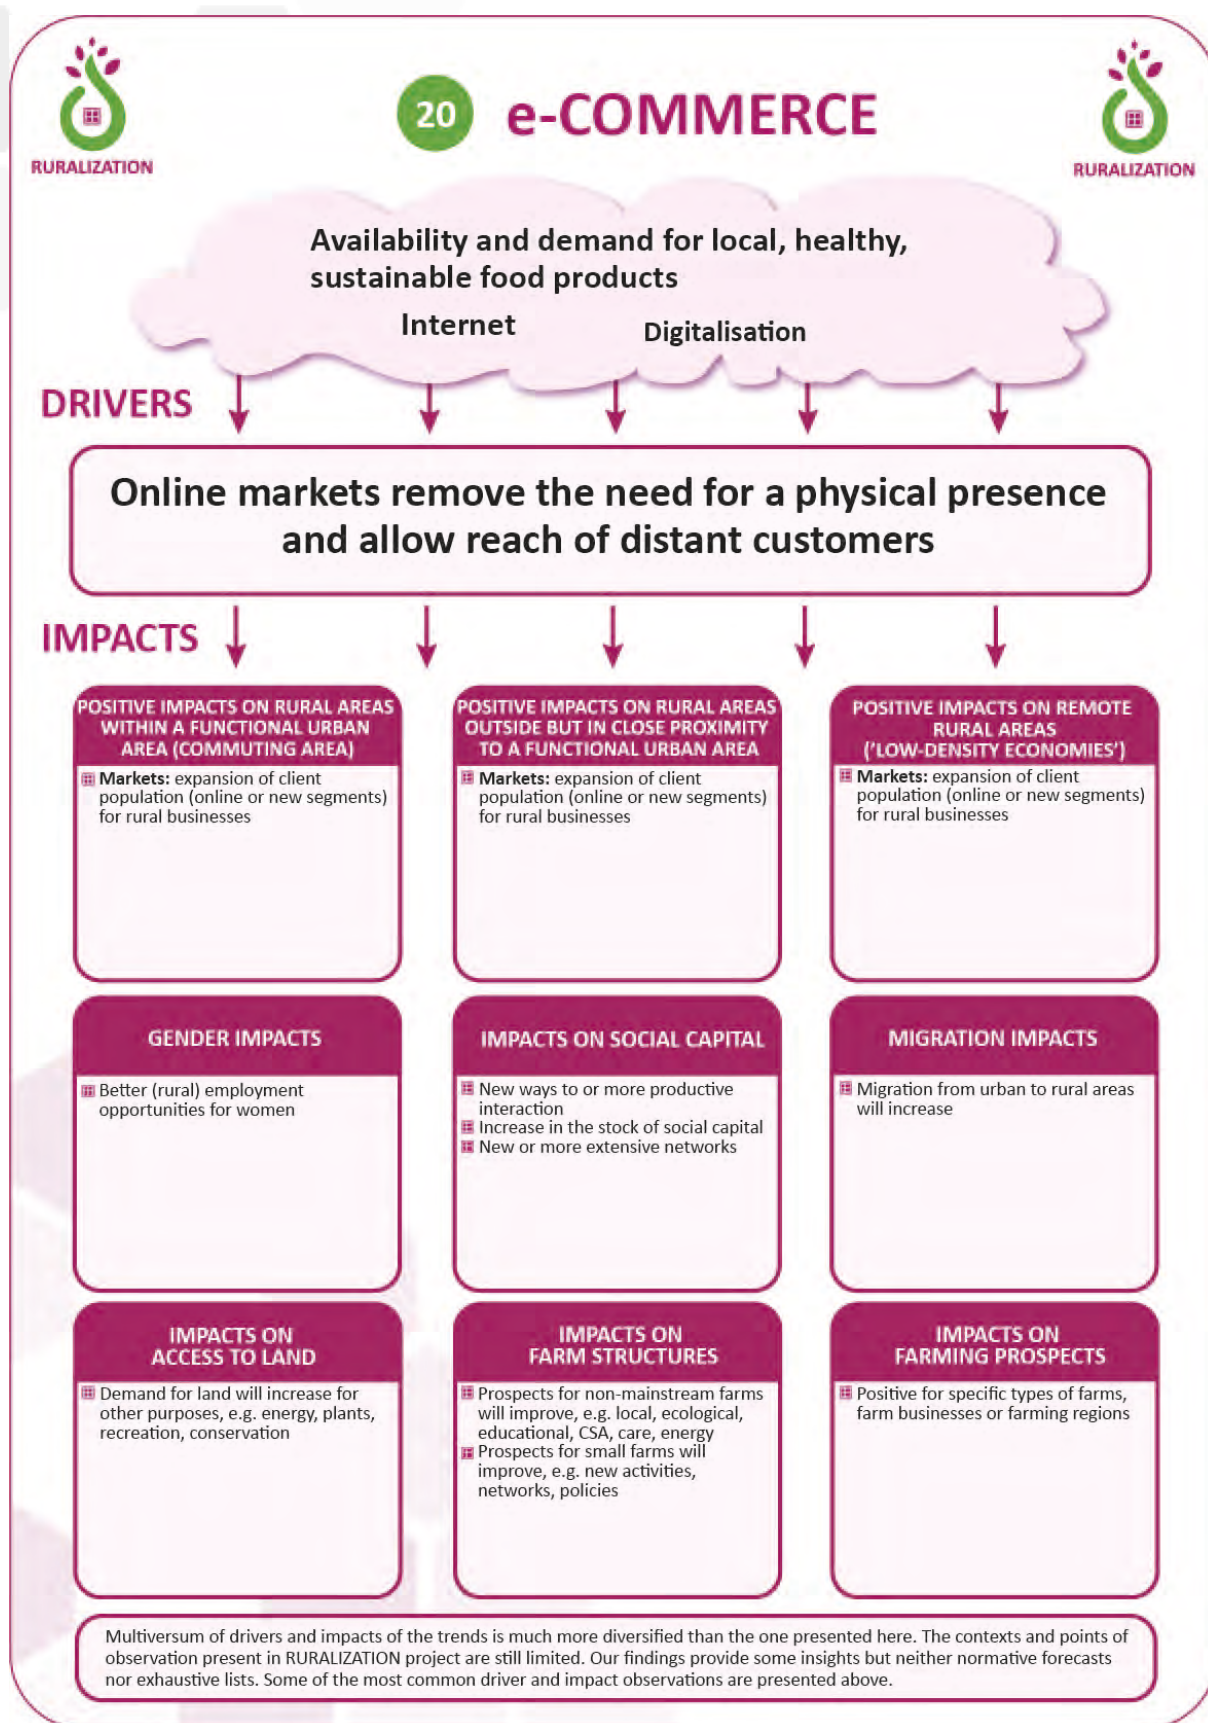 RURALIZATION
20 e-COMMERCE
RURALIZATION
Availability and demand for local, healthy,
sustainable food products
Internet
Digitalisation
DRIVERS
Online markets remove the need for a physical presence
and allow reach of distant customers
IMPACTS
POSITIVE IMPACTS ON RURAL AREAS
WITHIN A FUNCTIONAL URBAN
AREA (COMMUTING AREA)
Markets: expansion of client
population (online or new segments)
for rural businesses
POSITIVE IMPACTS ON RURAL AREAS
OUTSIDE BUT IN CLOSE PROXIMITY
TO A FUNCTIONAL URBAN AREA
Markets: expansion of client
population (online or new segments)
for rural businesses
POSITIVE IMPACTS ON REMOTE
RURAL AREAS
('LOW-DENSITY ECONOMIES')
Markets: expansion of client
population (online or new segments)
for rural businesses
GENDER IMPACTS
Better (rural) employment
opportunities for women
IMPACTS ON SOCIAL CAPITAL
New ways to or more productive
interaction
Increase in the stock of social capital
New or more extensive networks
MIGRATION IMPACTS
Migration from urban to rural areas
will increase
IMPACTS ON
ACCESS TO LAND
Demand for land will increase for
other purposes, e.g. energy, plants,
recreation, conservation
IMPACTS ON
FARM STRUCTURES
Prospects for non-mainstream farms
will improve, e.g. local, ecological,
educational, CSA, care, energy
Prospects for small farms will
improve, e.g. new activities,
networks, policies
IMPACTS ON
FARMING PROSPECTS
Positive for specific types of farms,
farm businesses or farming regions
Multiversum of drivers and impacts of the trends is much more diversified than the one presented here. The contexts and points of
observation present in RURALIZATION project are still limited. Our findings provide some insights but neither normative forecasts
nor exhaustive lists. Some of the most common driver and impact observations are presented above.